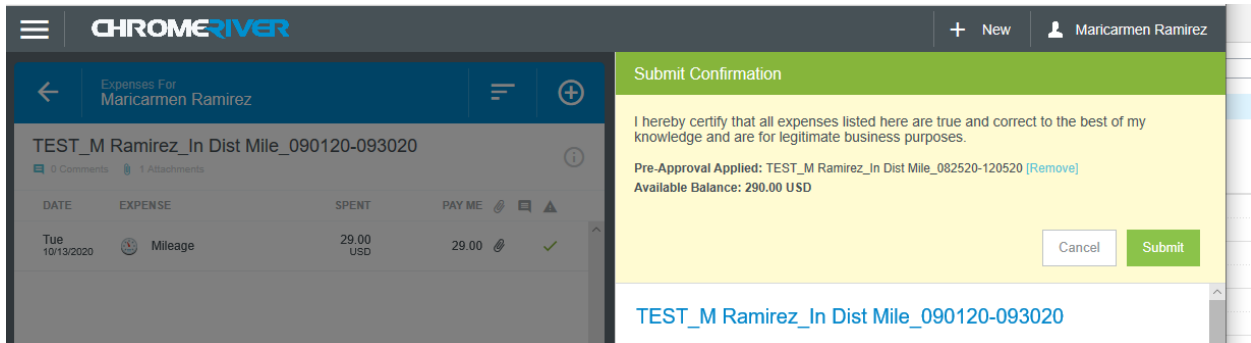 CHROMERIVER
+ New
Maricarmen Ramirez
Expenses For
Maricarmen Ramirez
TEST_M Ramirez_In Dist Mile_090120-093020
0 Comments 1 Attachments
DATE EXPENSE SPENT PAY ME
Tue
10/13/2020
Mileage
29.00
USD
29.00
Submit Confirmation
I hereby certify that all expenses listed here are true and correct to the best of my
knowledge and are for legitimate business purposes.
Pre-Approval Applied: TEST_M Ramirez_In Dist Mile_082520-120520 [Remove]
Available Balance: 290.00 USD
Cancel Submit
TEST_M Ramirez_In Dist Mile_090120-093020